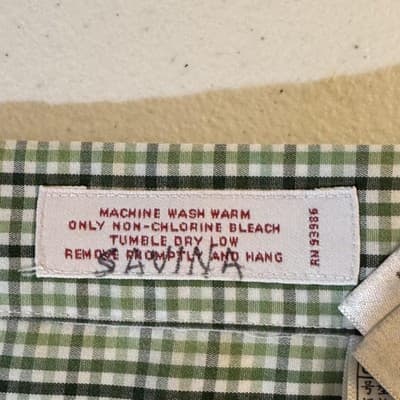 MACHINE WASH WARM
ONLY NON-CHLORINE BLEACH
TUMBLE DRY LOW
REMOVE PROMPTLY AND HANG
SAVINA
RN 93986